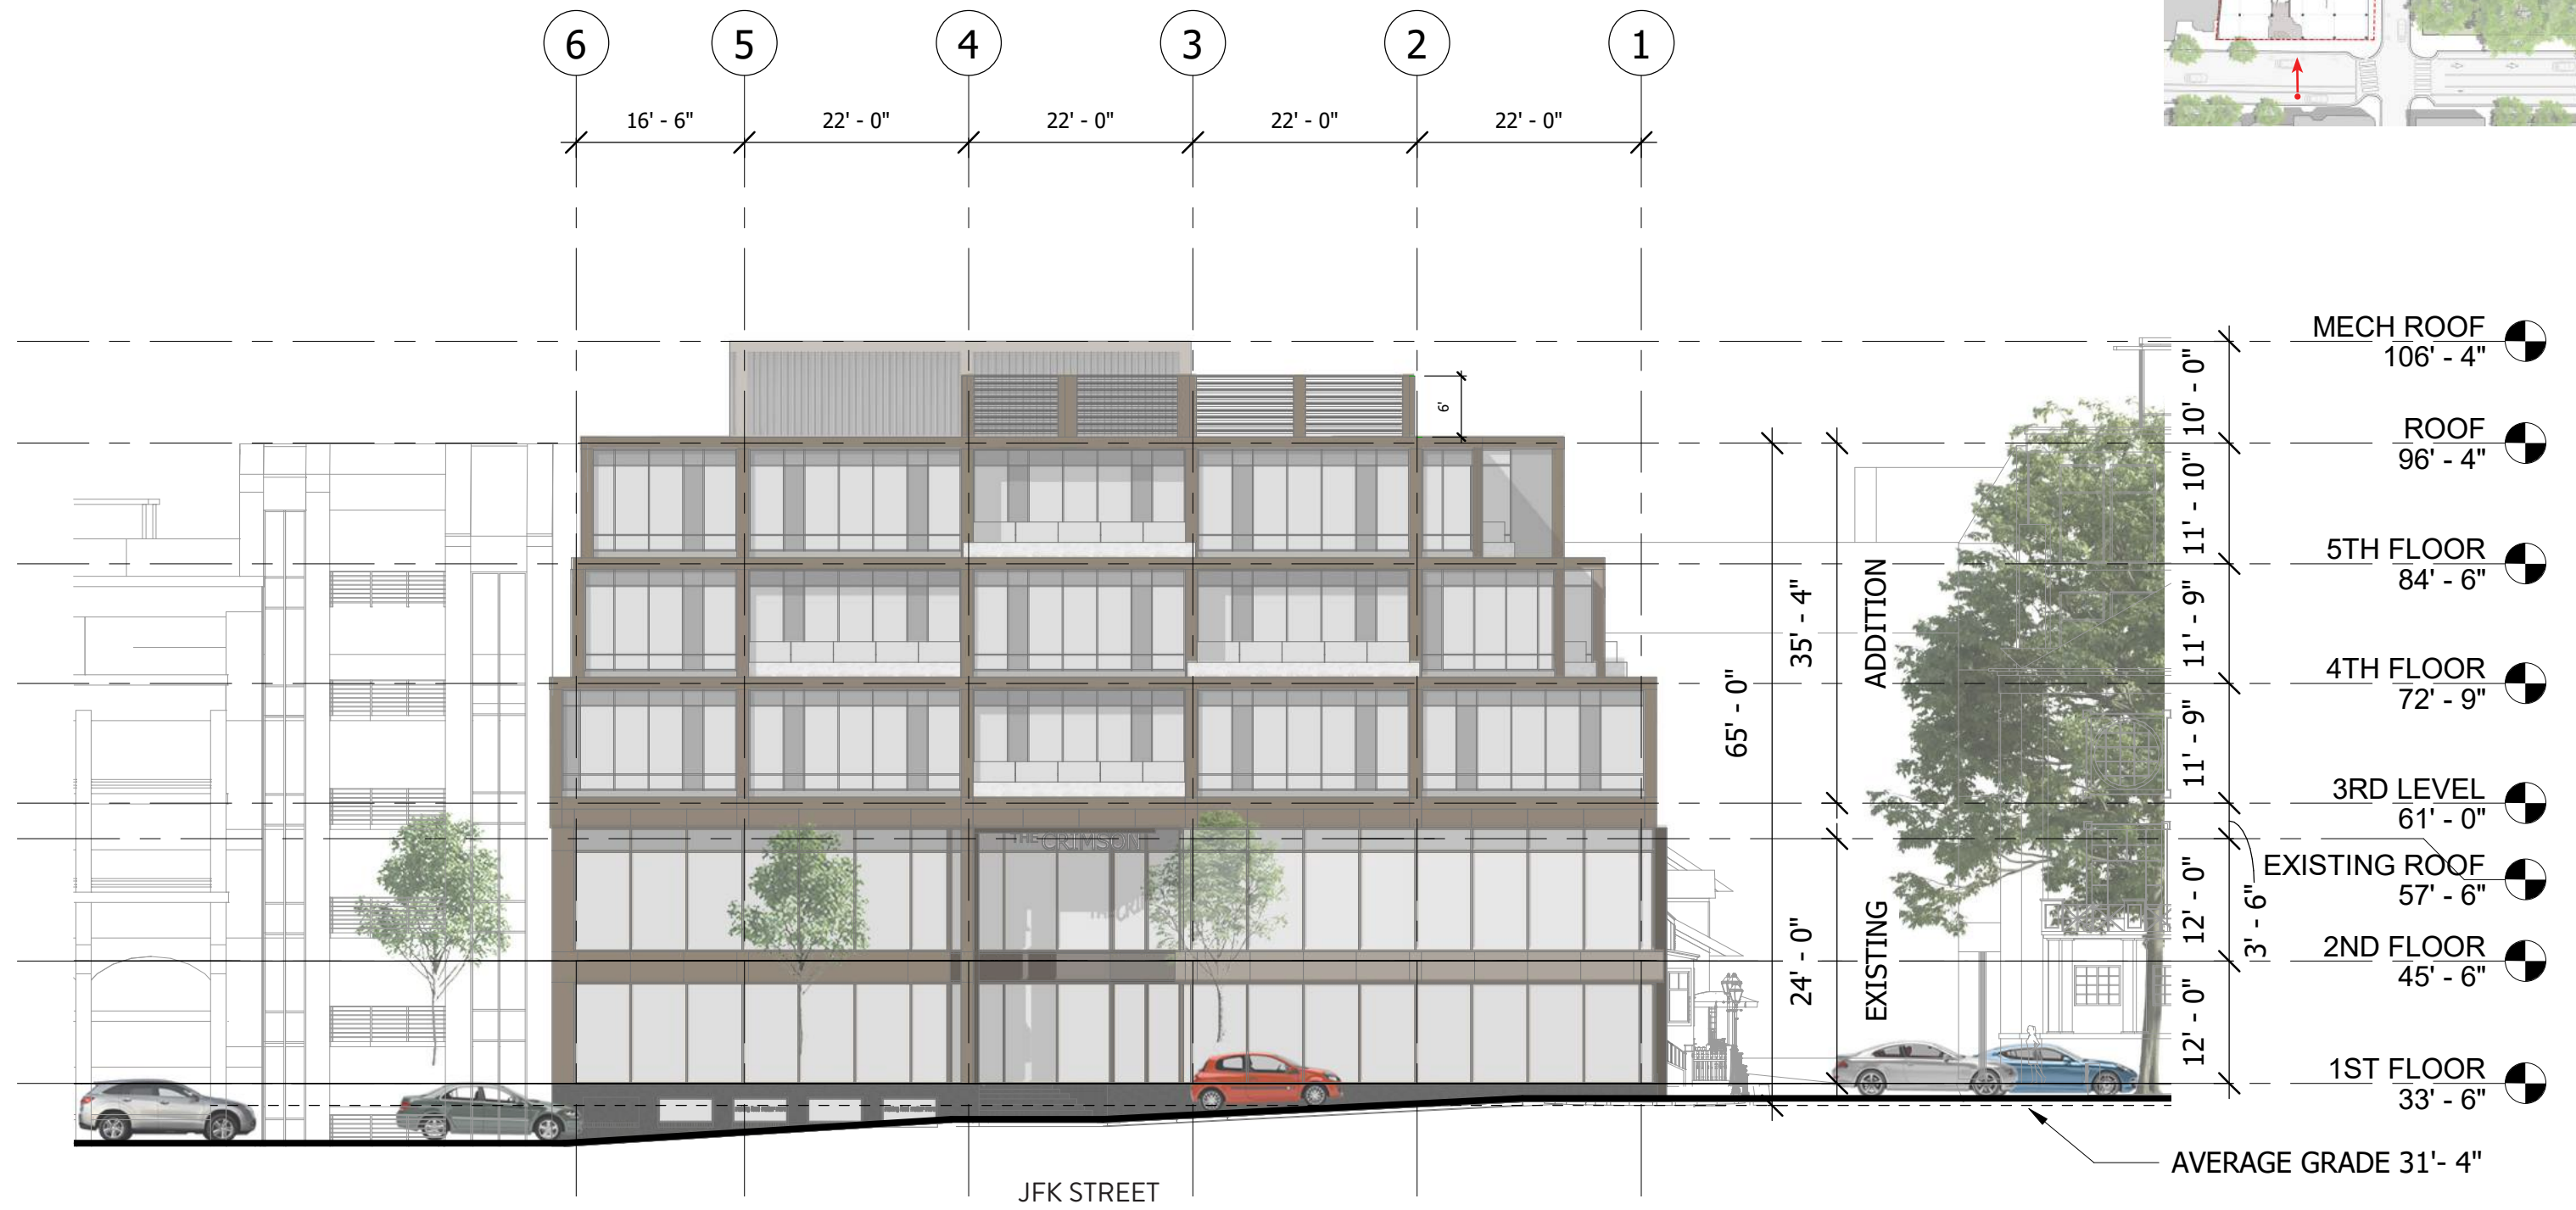 6 5 4 3 2 1
16' - 6" 22' - 0" 22' - 0" 22' - 0" 22' - 0"
MECH ROOF
106' - 4"
10' - 0"
6'
ROOF
96' - 4"
11' - 10"
5TH FLOOR
84' - 6"
11' - 9"
35' - 4"
ADDITION
65' - 0"
4TH FLOOR
72' - 9"
11' - 9"
3RD LEVEL
61' - 0"
THE CRIMSON
EXISTING ROOF
57' - 6"
12' - 0"
3' - 6"
24' - 0"
EXISTING
2ND FLOOR
45' - 6"
12' - 0"
1ST FLOOR
33' - 6"
AVERAGE GRADE 31'- 4"
JFK STREET